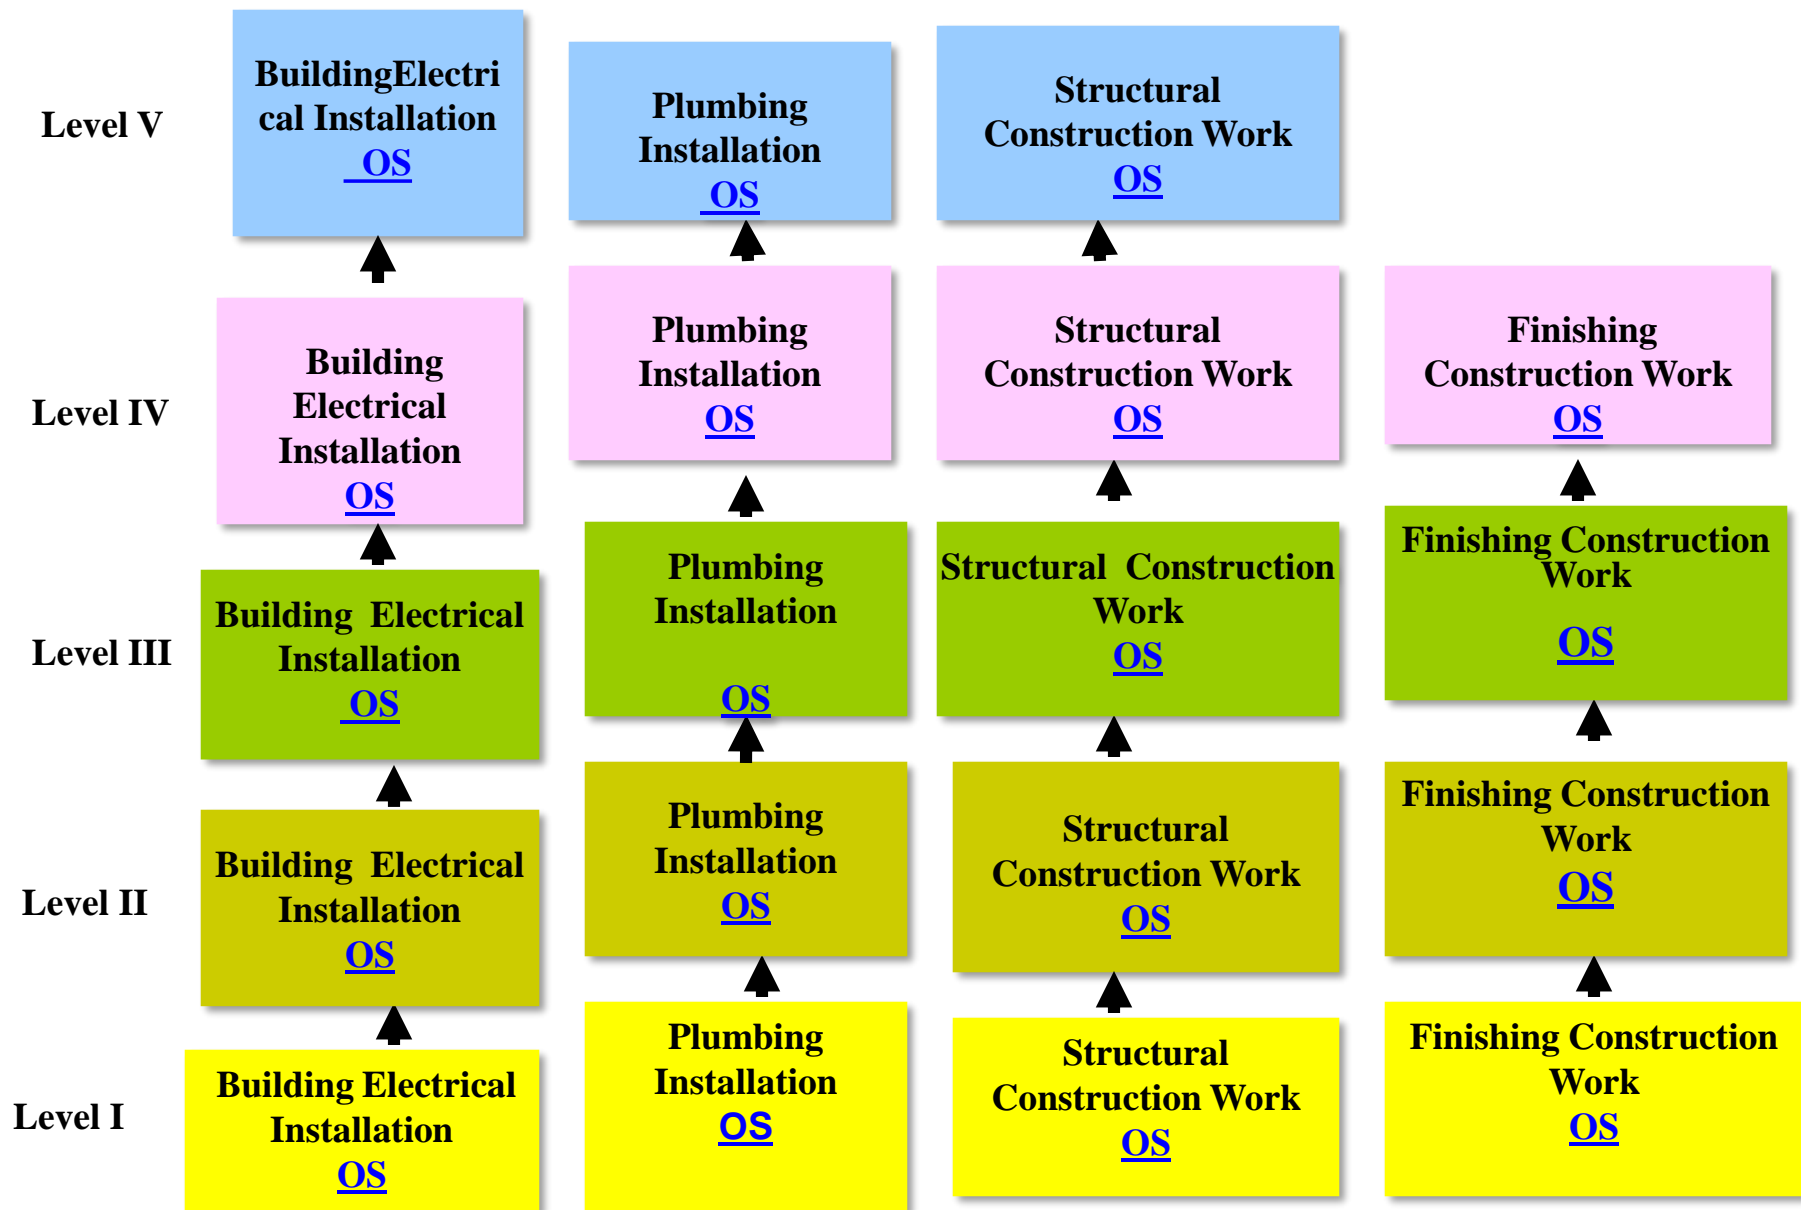 Level V
BuildingElectri
cal Installation
OS
Plumbing
Installation
OS
Structural
Construction Work
OS
Level IV
Building
Electrical
Installation
OS
Plumbing
Installation
OS
Structural
Construction Work
OS
Finishing
Construction Work
OS
Level III
Building Electrical
Installation
OS
Plumbing
Installation
OS
Structural Construction
Work
OS
Finishing Construction
Work
OS
Level II
Building Electrical
Installation
OS
Plumbing
Installation
OS
Structural
Construction Work
OS
Finishing Construction
Work
OS
Level I
Building Electrical
Installation
OS
Plumbing
Installation
OS
Structural
Construction Work
OS
Finishing Construction
Work
OS